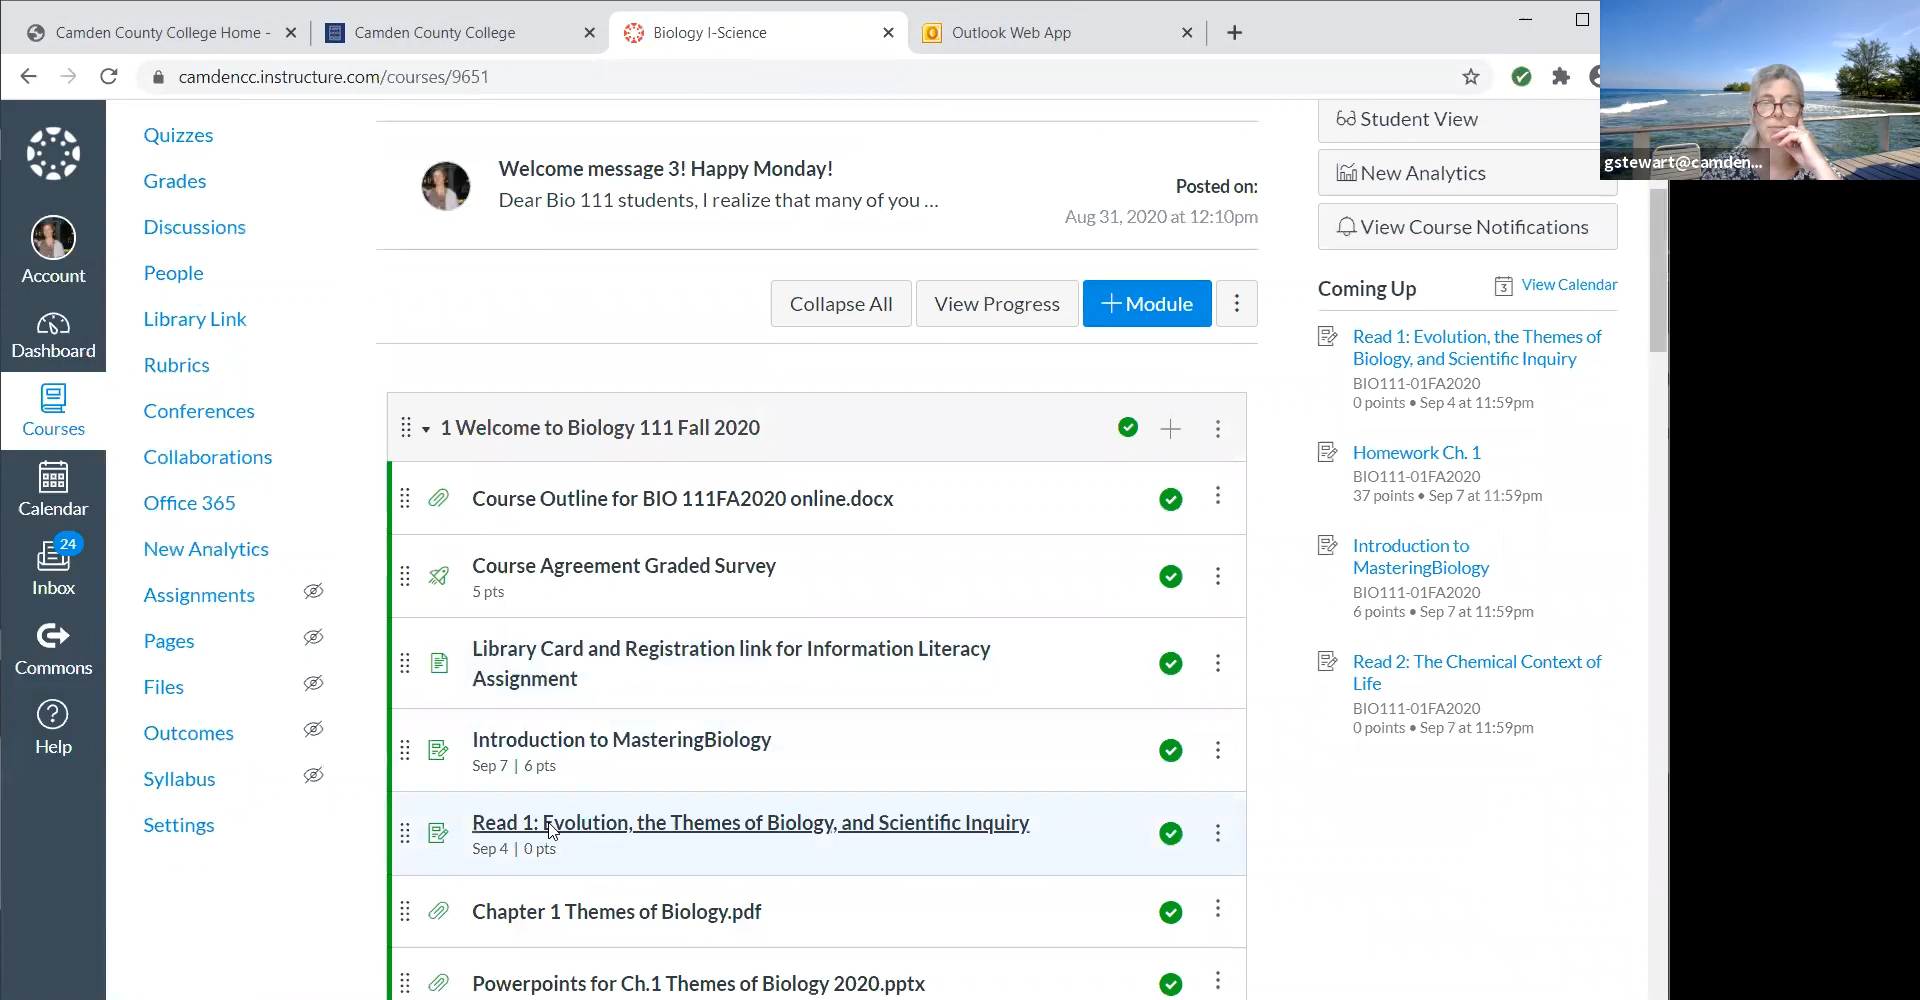 Camden County College Home -
Camden County College
Biology I-Science
Outlook Web App
camdencc.instructure.com/courses/9651
gstewart@camden...
Account
Dashboard
Courses
Calendar
24
Inbox
Commons
Help
Quizzes
Grades
Discussions
People
Library Link
Rubrics
Conferences
Collaborations
Office 365
New Analytics
Assignments
Pages
Files
Outcomes
Syllabus
Settings
Welcome message 3! Happy Monday!
Dear Bio 111 students, I realize that many of you ...
Posted on:
Aug 31, 2020 at 12:10pm
Collapse All
View Progress
Module
1 Welcome to Biology 111 Fall 2020
Course Outline for BIO 111FA2020 online.docx
Course Agreement Graded Survey
5 pts
Library Card and Registration link for Information Literacy
Assignment
Introduction to MasteringBiology
Sep 7 | 6 pts
Read 1: Evolution, the Themes of Biology, and Scientific Inquiry
Sep 4 | 0 pts
Chapter 1 Themes of Biology.pdf
Powerpoints for Ch.1 Themes of Biology 2020.pptx
Student View
New Analytics
View Course Notifications
Coming Up
3
View Calendar
Read 1: Evolution, the Themes of
Biology, and Scientific Inquiry
BIO111-01FA2020
0 points • Sep 4 at 11:59pm
Homework Ch. 1
BIO111-01FA2020
37 points • Sep 7 at 11:59pm
Introduction to
MasteringBiology
BIO111-01FA2020
6 points • Sep 7 at 11:59pm
Read 2: The Chemical Context of
Life
BIO111-01FA2020
0 points • Sep 7 at 11:59pm